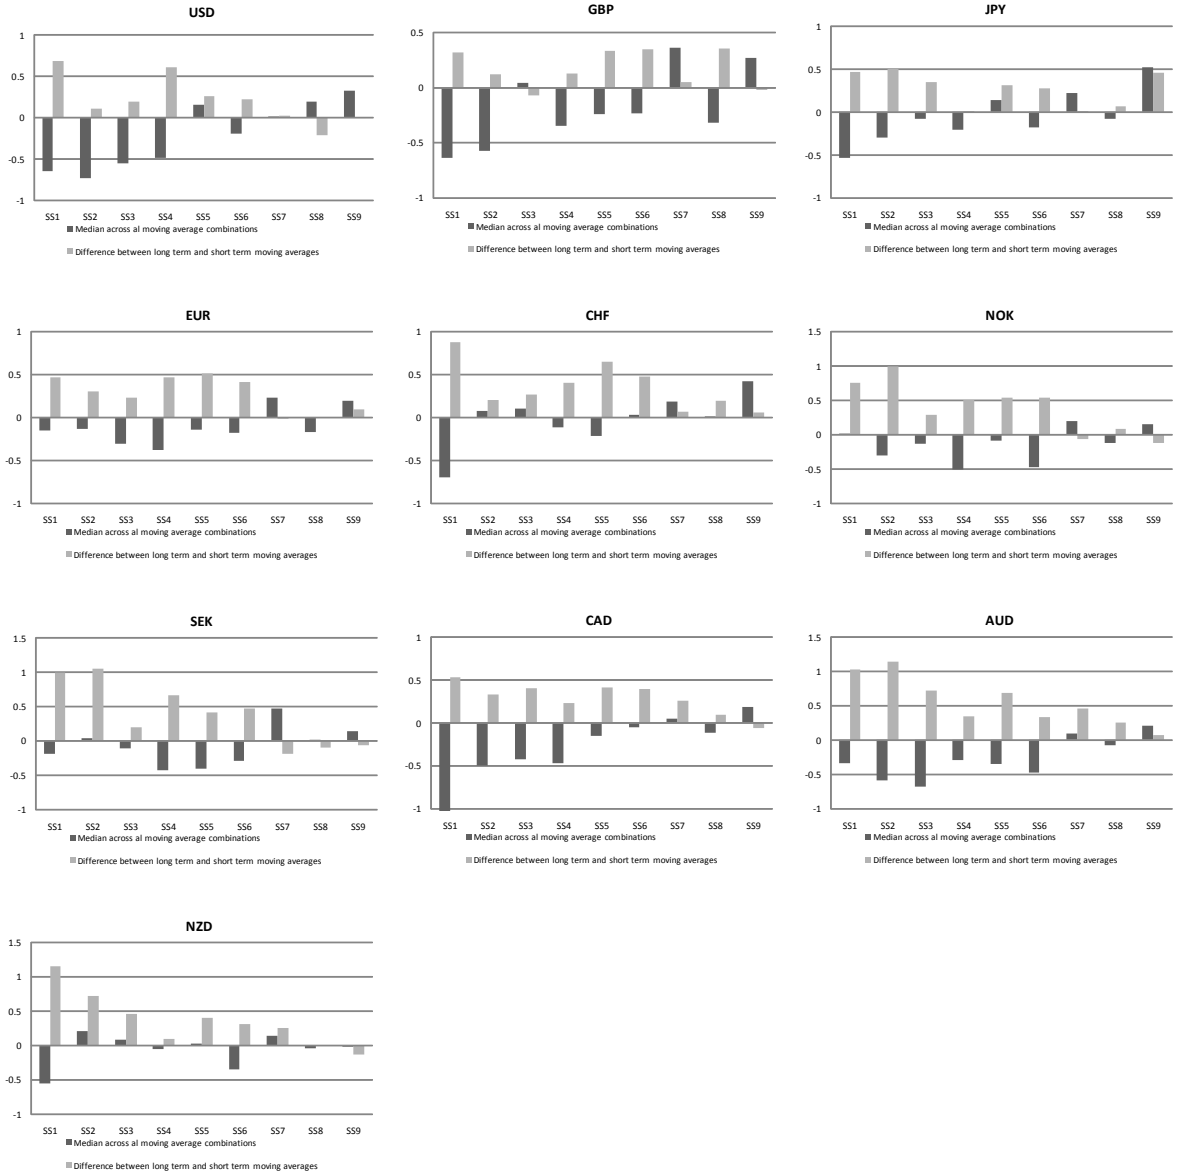 USD
1
0.5
0
-0.5
-1
SS1 SS2 SS3 SS4 SS5 SS6 SS7 SS8 SS9
Median across al moving average combinations
Difference between long term and short term moving averages
GBP
0.5
0
-0.5
-1
SS1 SS2 SS3 SS4 SS5 SS6 SS7 SS8 SS9
Median across al moving average combinations
Difference between long term and short term moving averages
JPY
1
0.5
0
-0.5
-1
SS1 SS2 SS3 SS4 SS5 SS6 SS7 SS8 SS9
Median across al moving average combinations
Difference between long term and short term moving averages
EUR
1
0.5
0
-0.5
-1
SS1 SS2 SS3 SS4 SS5 SS6 SS7 SS8 SS9
Median across al moving average combinations
Difference between long term and short term moving averages
CHF
1
0.5
0
-0.5
-1
SS1 SS2 SS3 SS4 SS5 SS6 SS7 SS8 SS9
Median across al moving average combinations
Difference between long term and short term moving averages
NOK
1.5
1
0.5
0
-0.5
-1
SS1 SS2 SS3 SS4 SS5 SS6 SS7 SS8 SS9
Median across al moving average combinations
Difference between long term and short term moving averages
SEK
1.5
1
0.5
0
-0.5
-1
SS1 SS2 SS3 SS4 SS5 SS6 SS7 SS8 SS9
Median across al moving average combinations
Difference between long term and short term moving averages
CAD
1
0.5
0
-0.5
-1
SS1 SS2 SS3 SS4 SS5 SS6 SS7 SS8 SS9
Median across al moving average combinations
Difference between long term and short term moving averages
AUD
1.5
1
0.5
0
-0.5
-1
SS1 SS2 SS3 SS4 SS5 SS6 SS7 SS8 SS9
Median across al moving average combinations
Difference between long term and short term moving averages
NZD
1.5
1
0.5
0
-0.5
-1
SS1 SS2 SS3 SS4 SS5 SS6 SS7 SS8 SS9
Median across al moving average combinations
Difference between long term and short term moving averages